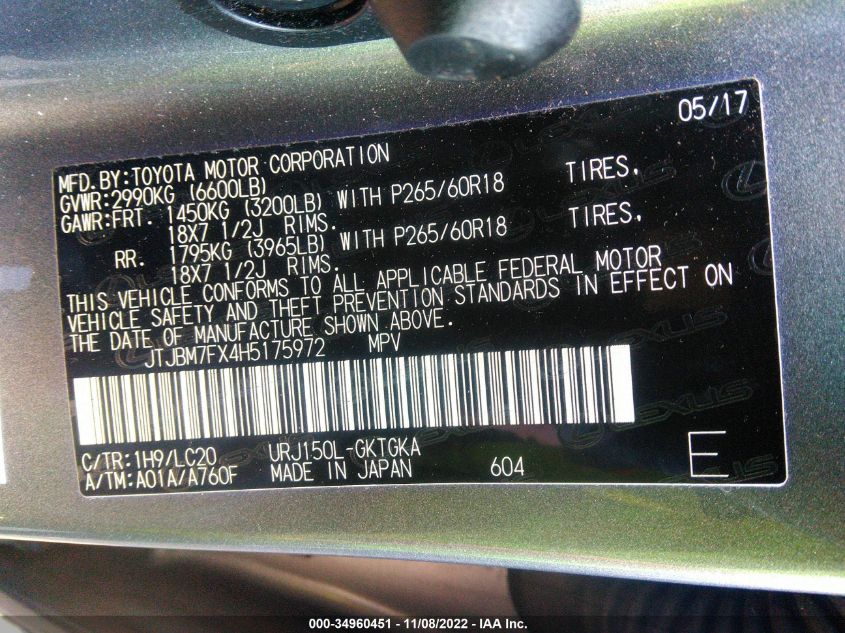 05/17
MFD.BY:TOYOTA MOTOR CORPORATION
GVWR:2990KG (6600LB)
GAWR:FRT. 1450KG (3200LB) WITH P265/60R18 TIRES,
18X7 1/2J RIMS.
RR. 1795KG (3965LB) WITH P265/60R18 TIRES,
18X7 1/2J RIMS.
THIS VEHICLE CONFORMS TO ALL APPLICABLE FEDERAL MOTOR
VEHICLE SAFETY AND THEFT PREVENTION STANDARDS IN EFFECT ON
THE DATE OF MANUFACTURE SHOWN ABOVE.
JTJBM7FX4H5175972 MPV
LEXUS
C/TR:1H9/LC20 URJ150L-GKTGKA
A/TM:A01A/A760F MADE IN JAPAN 604 E
000-34960451 - 11/08/2022 - IAA Inc.